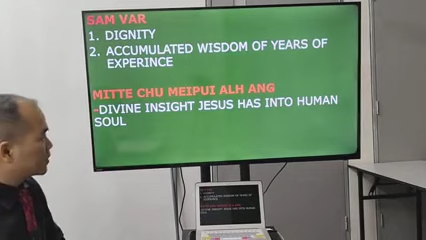 SAM VAR
1. DIGNITY
2. ACCUMULATED WISDOM OF YEARS OF
EXPERINCE
MITTE CHU MEIPUI ALH ANG
-DIVINE INSIGHT JESUS HAS INTO HUMAN
SOUL